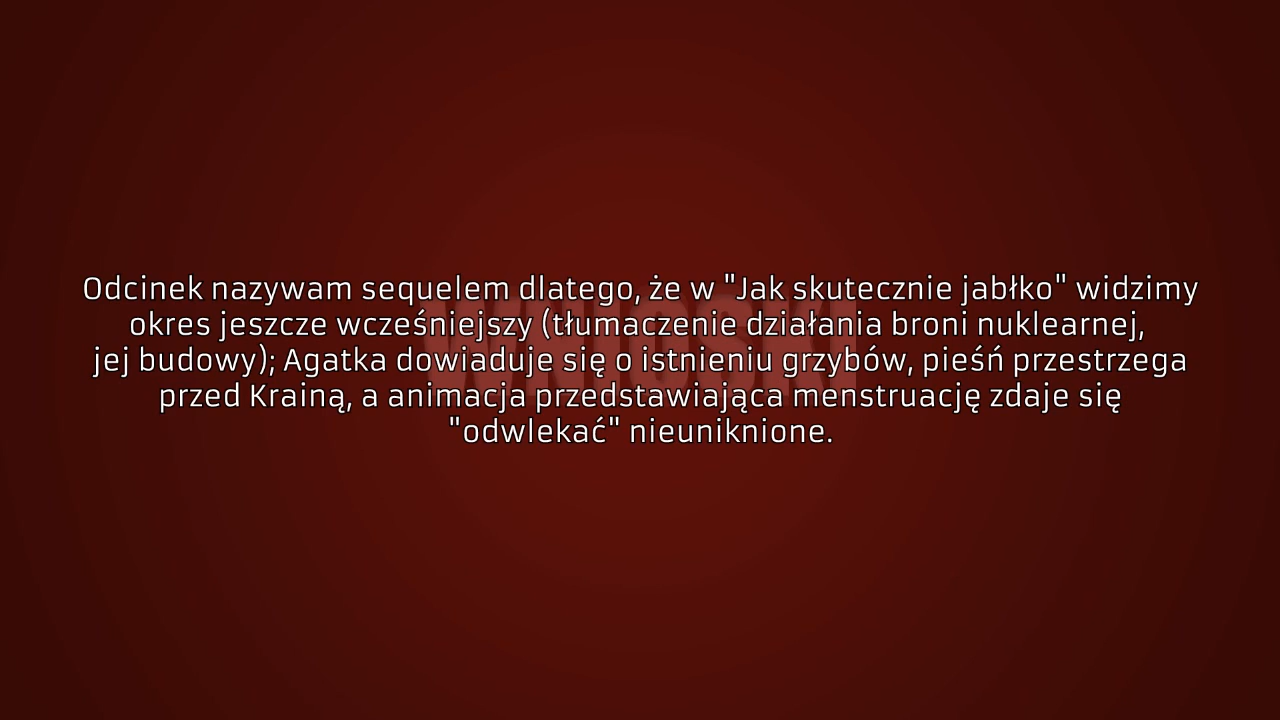 Odcinek nazywam sequelem dlatego, że w "Jak skutecznie jabłko" widzimy
okres jeszcze wcześniejszy (tłumaczenie działania broni nuklearnej,
jej budowy); Agatka dowiaduje się o istnieniu grzybów, pieśń przestrzega
przed Krainą, a animacja przedstawiająca menstruację zdaje się
"odwlekać" nieuniknione.
WNIOSKI